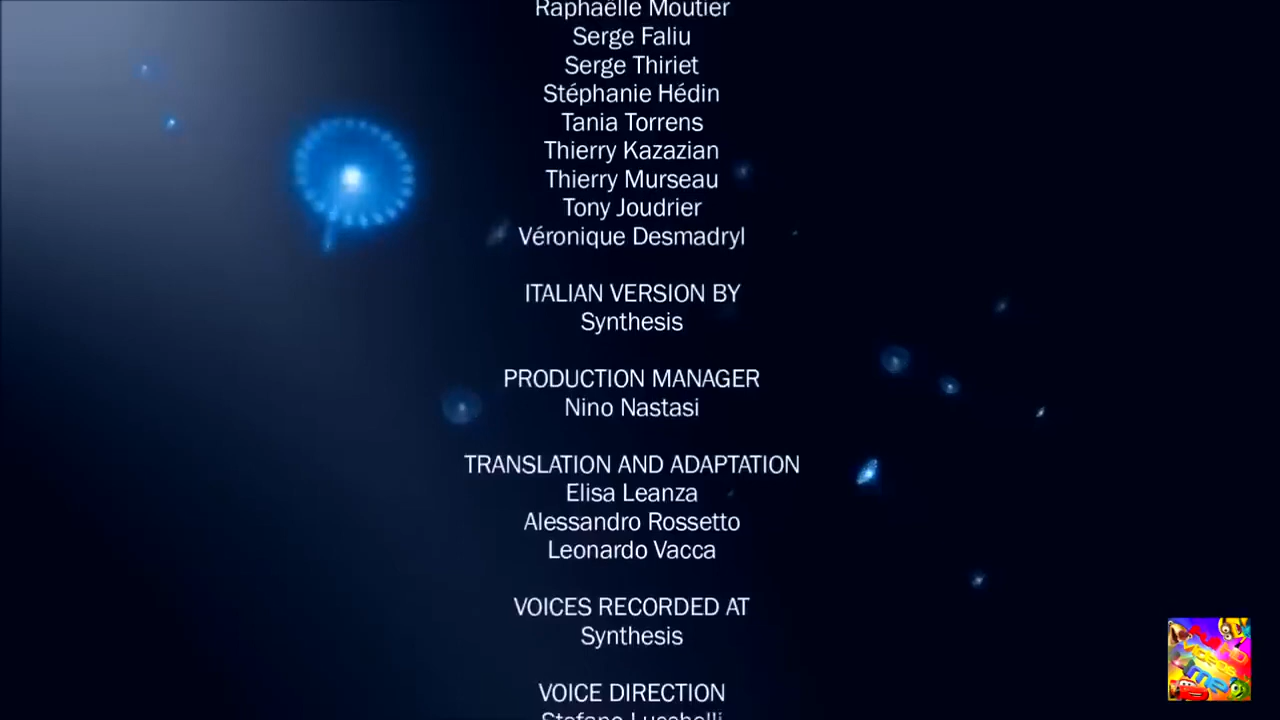 Raphaëlle Moutier
Serge Faliu
Serge Thiriet
Stéphanie Hédin
Tania Torrens
Thierry Kazazian
Thierry Murseau
Tony Joudrier
Véronique Desmadryl
ITALIAN VERSION BY
Synthesis
PRODUCTION MANAGER
Nino Nastasi
TRANSLATION AND ADAPTATION
Elisa Leanza
Alessandro Rossetto
Leonardo Vacca
VOICES RECORDED AT
Synthesis
VOICE DIRECTION
Stefano